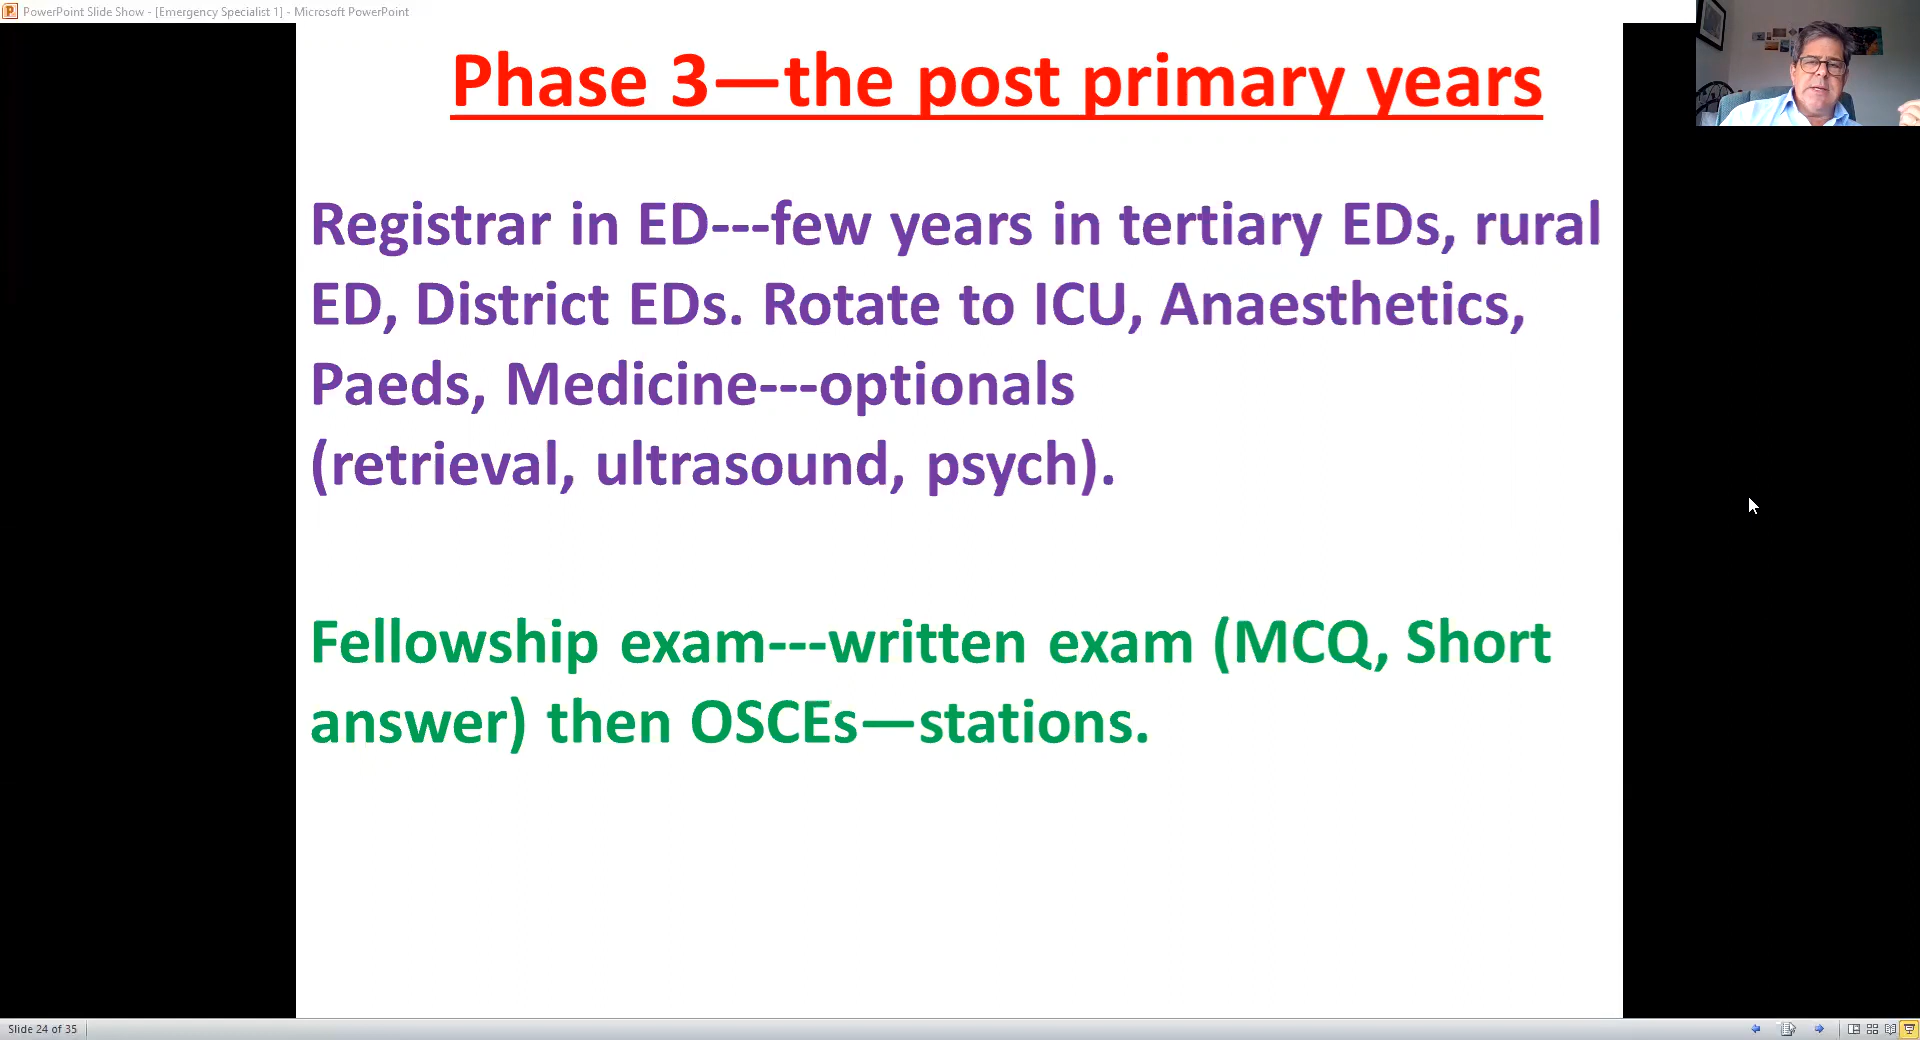 PowerPoint Slide Show - [Emergency Specialist 1] - Microsoft PowerPoint
Phase 3—the post primary years
Registrar in ED---few years in tertiary EDs, rural
ED, District EDs. Rotate to ICU, Anaesthetics,
Paeds, Medicine---optionals
(retrieval, ultrasound, psych).
Fellowship exam---written exam (MCQ, Short
answer) then OSCEs—stations.
Slide 24 of 35